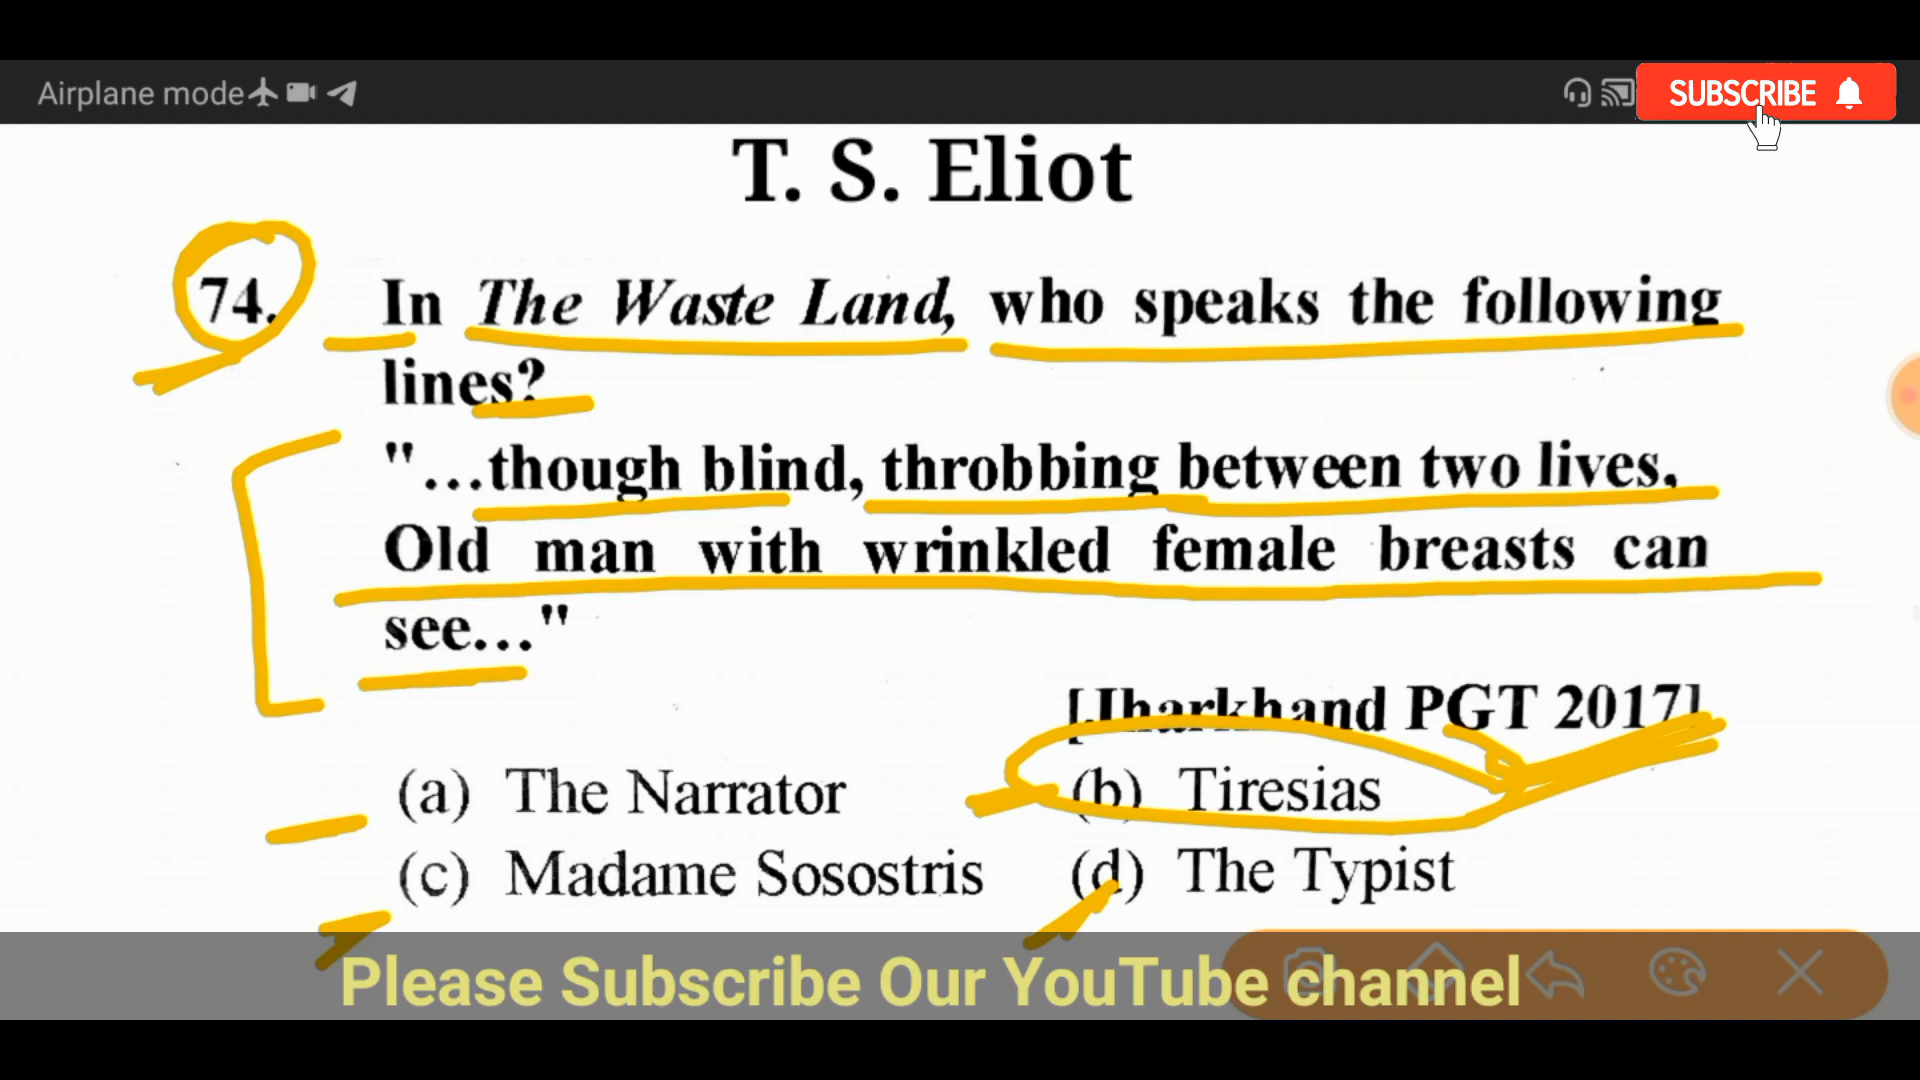 Airplane mode
SUBSCRIBE
T. S. Eliot
74. In The Waste Land, who speaks the following
lines?
"...though blind, throbbing between two lives,
Old man with wrinkled female breasts can
see..."
[Jharkhand PGT 2017]
(a) The Narrator (b) Tiresias
(c) Madame Sosostris (d) The Typist
Please Subscribe Our YouTube channel